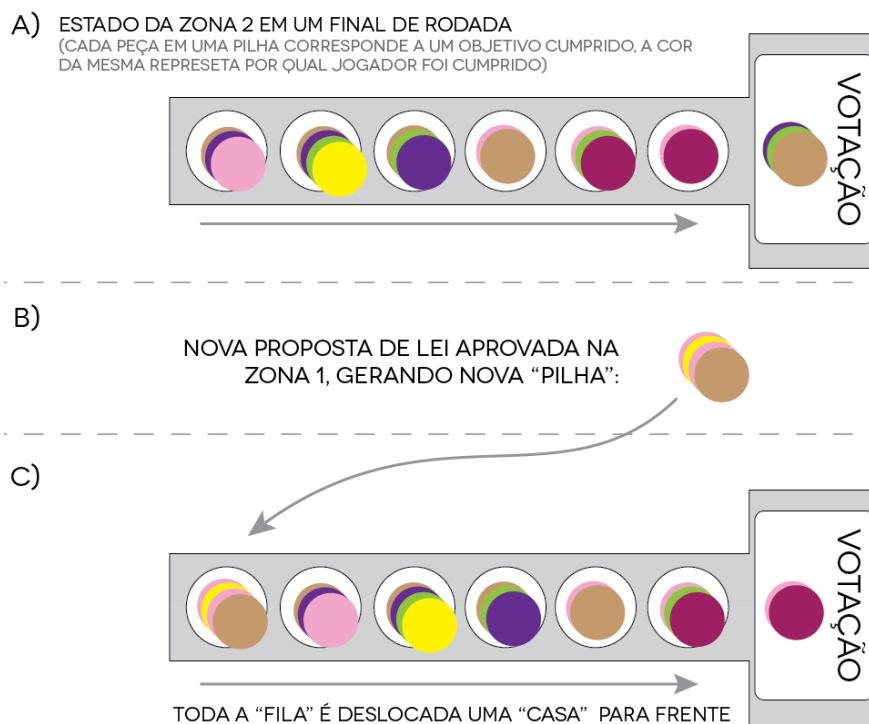 A) ESTADO DA ZONA 2 EM UM FINAL DE RODADA
(CADA PEÇA EM UMA PILHA CORRESPONDE A UM OBJETIVO CUMPRIDO, A COR
DA MESMA REPRESETA POR QUAL JOGADOR FOI CUMPRIDO)
VOTAÇÃO
B)
NOVA PROPOSTA DE LEI APROVADA NA
ZONA 1, GERANDO NOVA “PILHA”:
C)
VOTAÇÃO
TODA A “FILA” É DESLOCADA UMA “CASA” PARA FRENTE